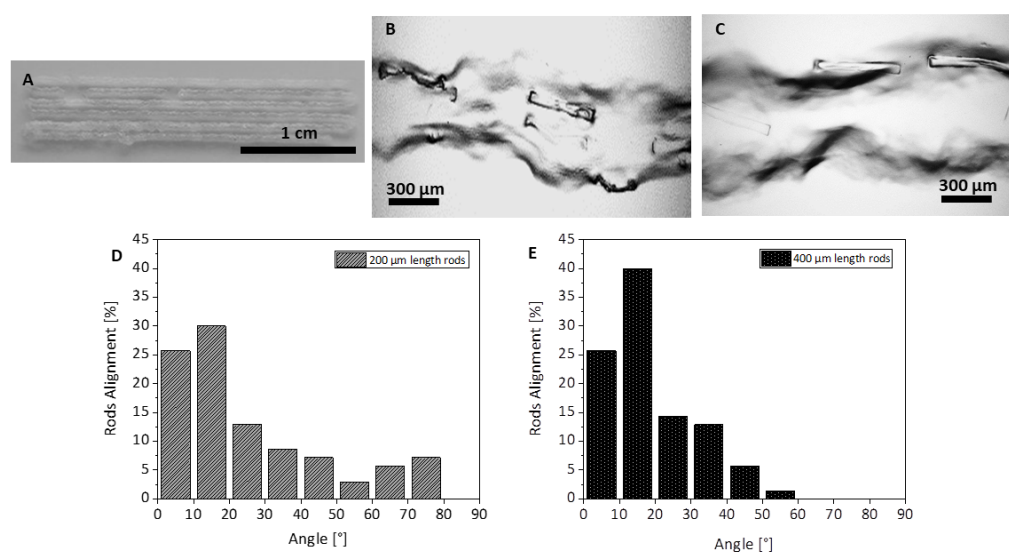 A
1 cm
B
300 µm
C
300 µm
D
200 µm length rods
Rods Alignment [%]
45
40
35
30
25
20
15
10
5
0
0 10 20 30 40 50 60 70 80 90
Angle [°]
E
400 µm length rods
Rods Alignment [%]
45
40
35
30
25
20
15
10
5
0
0 10 20 30 40 50 60 70 80 90
Angle [°]